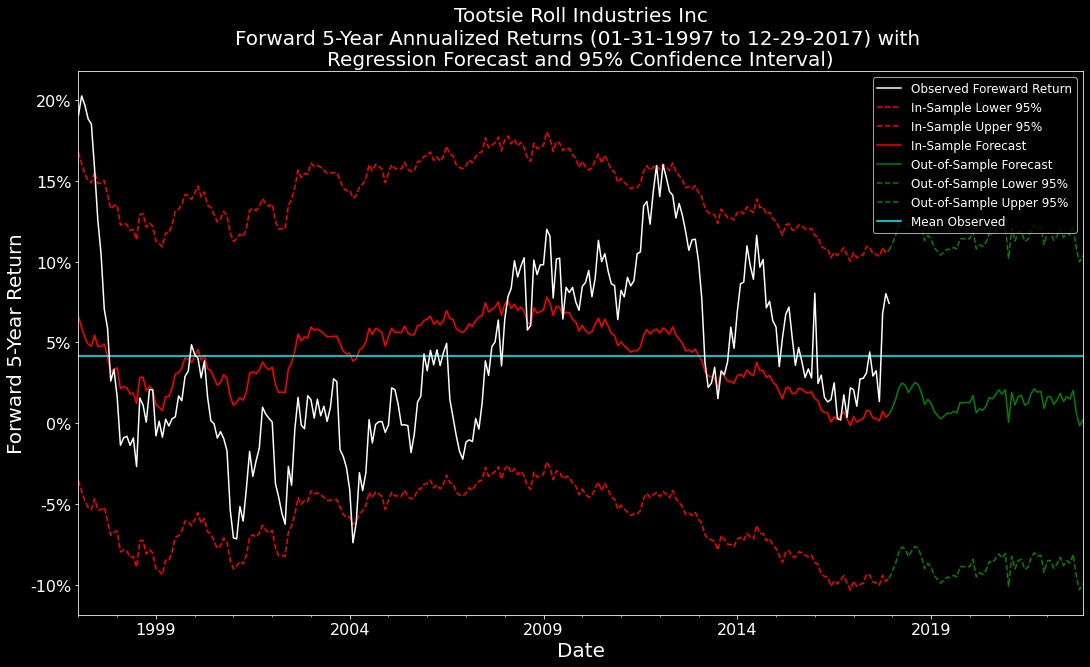 Tootsie Roll Industries Inc
Forward 5-Year Annualized Returns (01-31-1997 to 12-29-2017) with
Regression Forecast and 95% Confidence Interval)
Observed Foreward Return
In-Sample Lower 95%
In-Sample Upper 95%
In-Sample Forecast
Out-of-Sample Forecast
Out-of-Sample Lower 95%
Out-of-Sample Upper 95%
Mean Observed
Forward 5-Year Return
20%
15%
10%
5%
0%
-5%
-10%
1999
2004
2009
2014
2019
Date